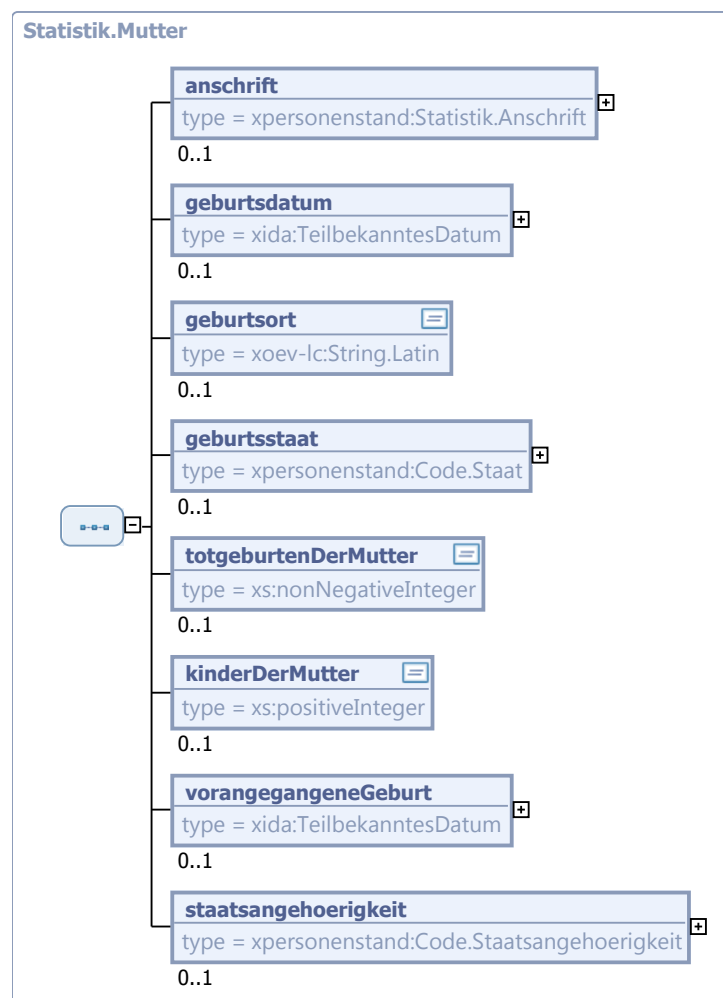 Statistik.Mutter
anschrift
type = xpersonenstand:Statistik.Anschrift
0..1
geburtsdatum
type = xida:TeilbekanntesDatum
0..1
geburtsort
type = xoev-lc:String.Latin
0..1
geburtsstaat
type = xpersonenstand:Code.Staat
0..1
totgeburtenDerMutter
type = xs:nonNegativeInteger
0..1
kinderDerMutter
type = xs:positiveInteger
0..1
vorangegangeneGeburt
type = xida:TeilbekanntesDatum
0..1
staatsangehoerigkeit
type = xpersonenstand:Code.Staatsangehoerigkeit
0..1